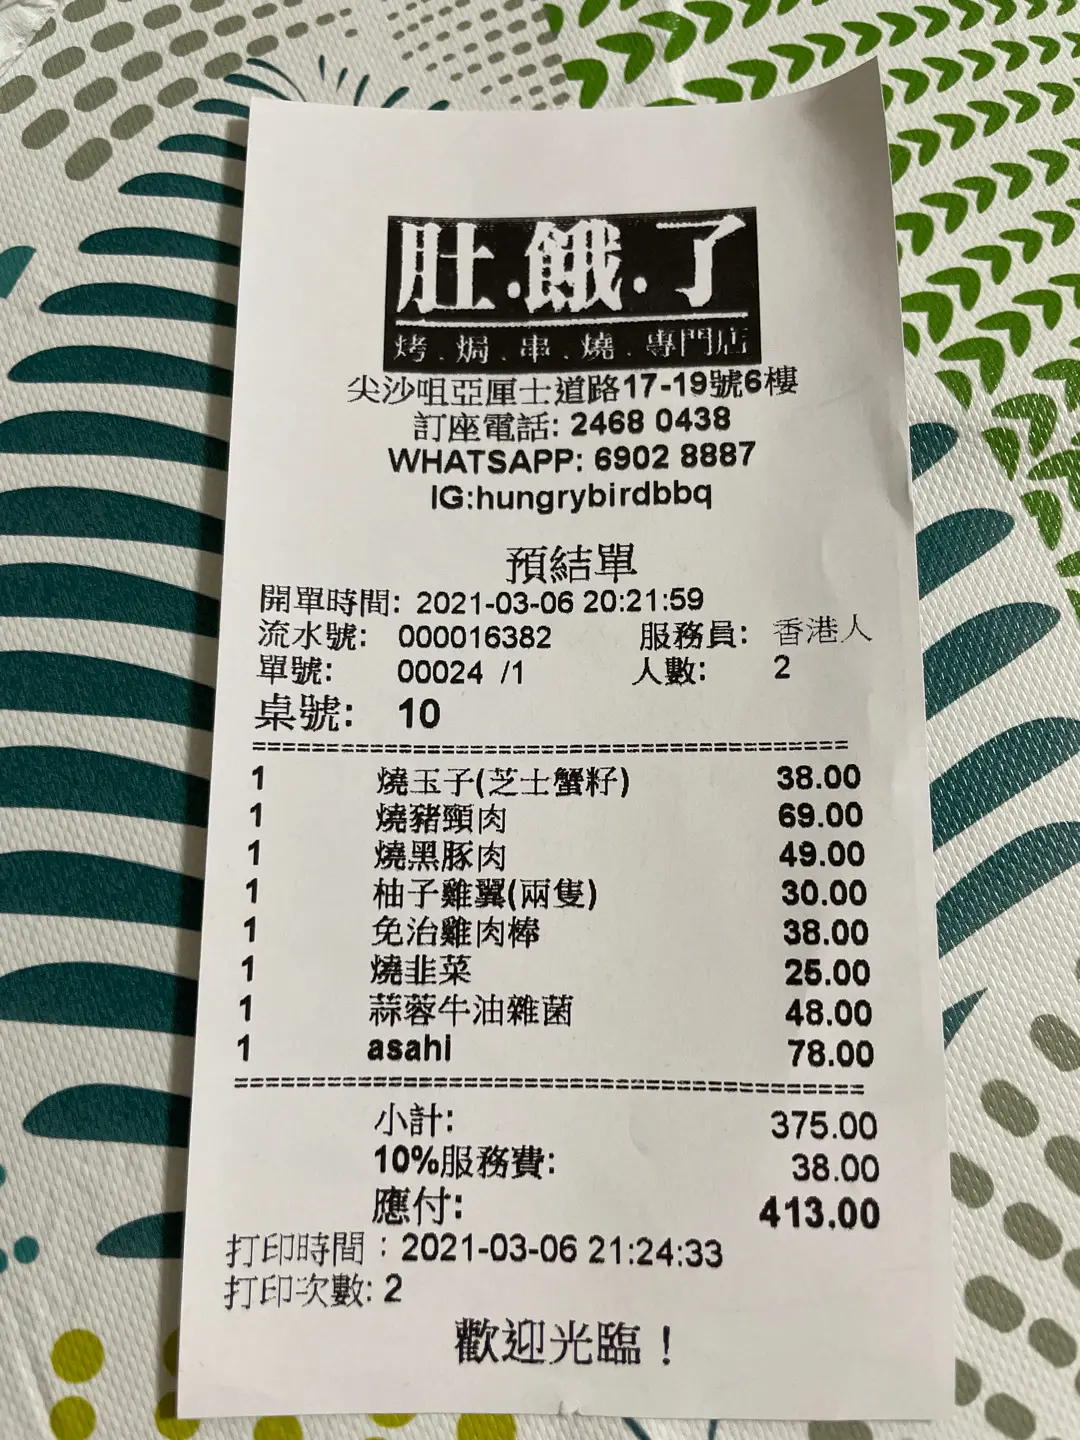 肚.餓.了
烤.焗.串.燒.專門店
尖沙咀亞厘士道路17-19號6樓
訂座電話: 2468 0438
WHATSAPP: 6902 8887
IG:hungrybirdbbq
預結單
開單時間: 2021-03-06 20:21:59
流水號: 000016382 服務員: 香港人
單號: 00024 /1 人數: 2
桌號: 10
==================================================
1 燒玉子(芝士蟹籽) 38.00
1 燒豬頸肉 69.00
1 燒黑豚肉 49.00
1 柚子雞翼(兩隻) 30.00
1 免治雞肉棒 38.00
1 燒韭菜 25.00
1 蒜蓉牛油雜菌 48.00
1 asahi 78.00
==================================================
小計: 375.00
10%服務費: 38.00
應付: 413.00
打印時間：2021-03-06 21:24:33
打印次數: 2
歡迎光臨！